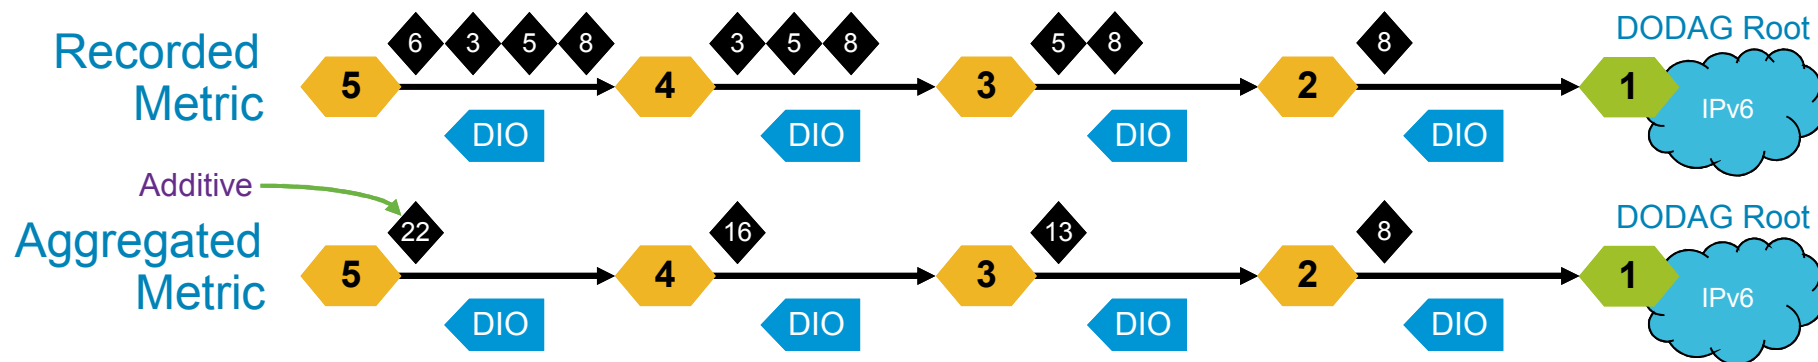 DODAG Root
Recorded
Metric
6 3 5 8
3 5 8
5 8
8
5
4
3
2
1
IPv6
DIO
DIO
DIO
DIO
Additive
Aggregated
Metric
DODAG Root
22
16
13
8
5
4
3
2
1
IPv6
DIO
DIO
DIO
DIO